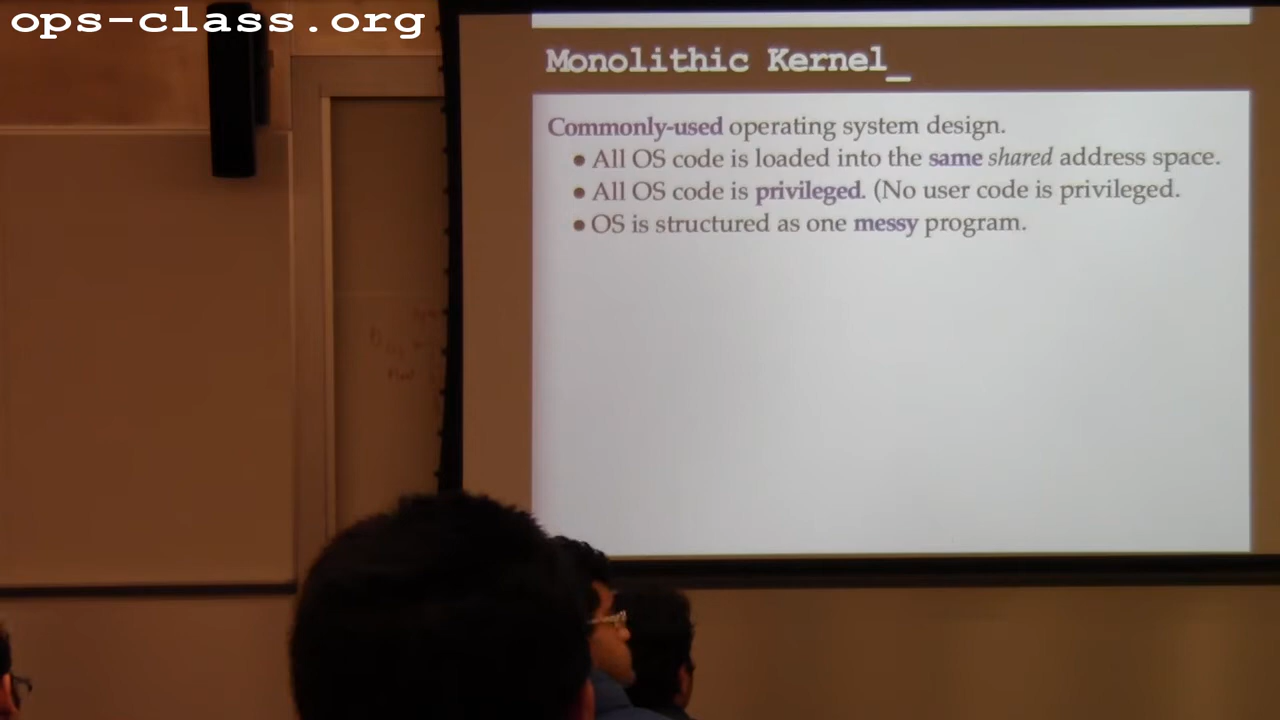 ops-class.org
Monolithic Kernel_
Commonly-used operating system design.
• All OS code is loaded into the same shared address space.
• All OS code is privileged. (No user code is privileged.
• OS is structured as one messy program.